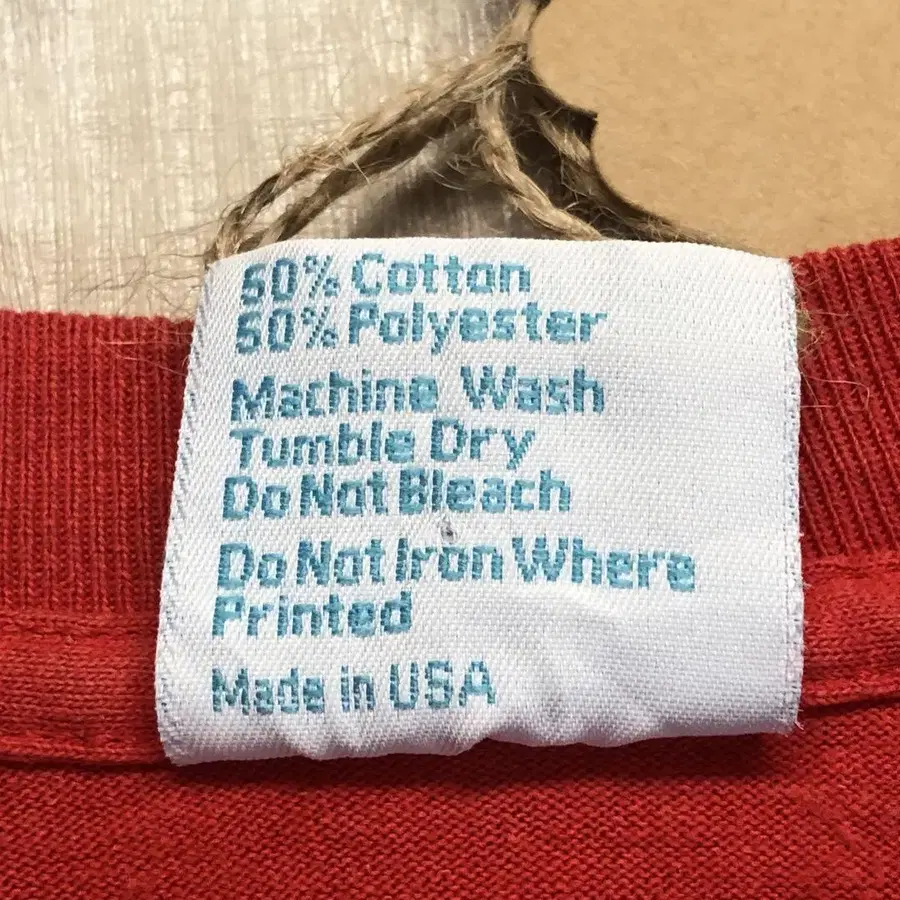 50% Cotton
50% Polyester
Machine Wash
Tumble Dry
Do Not Bleach
Do Not Iron Where
Printed
Made in USA